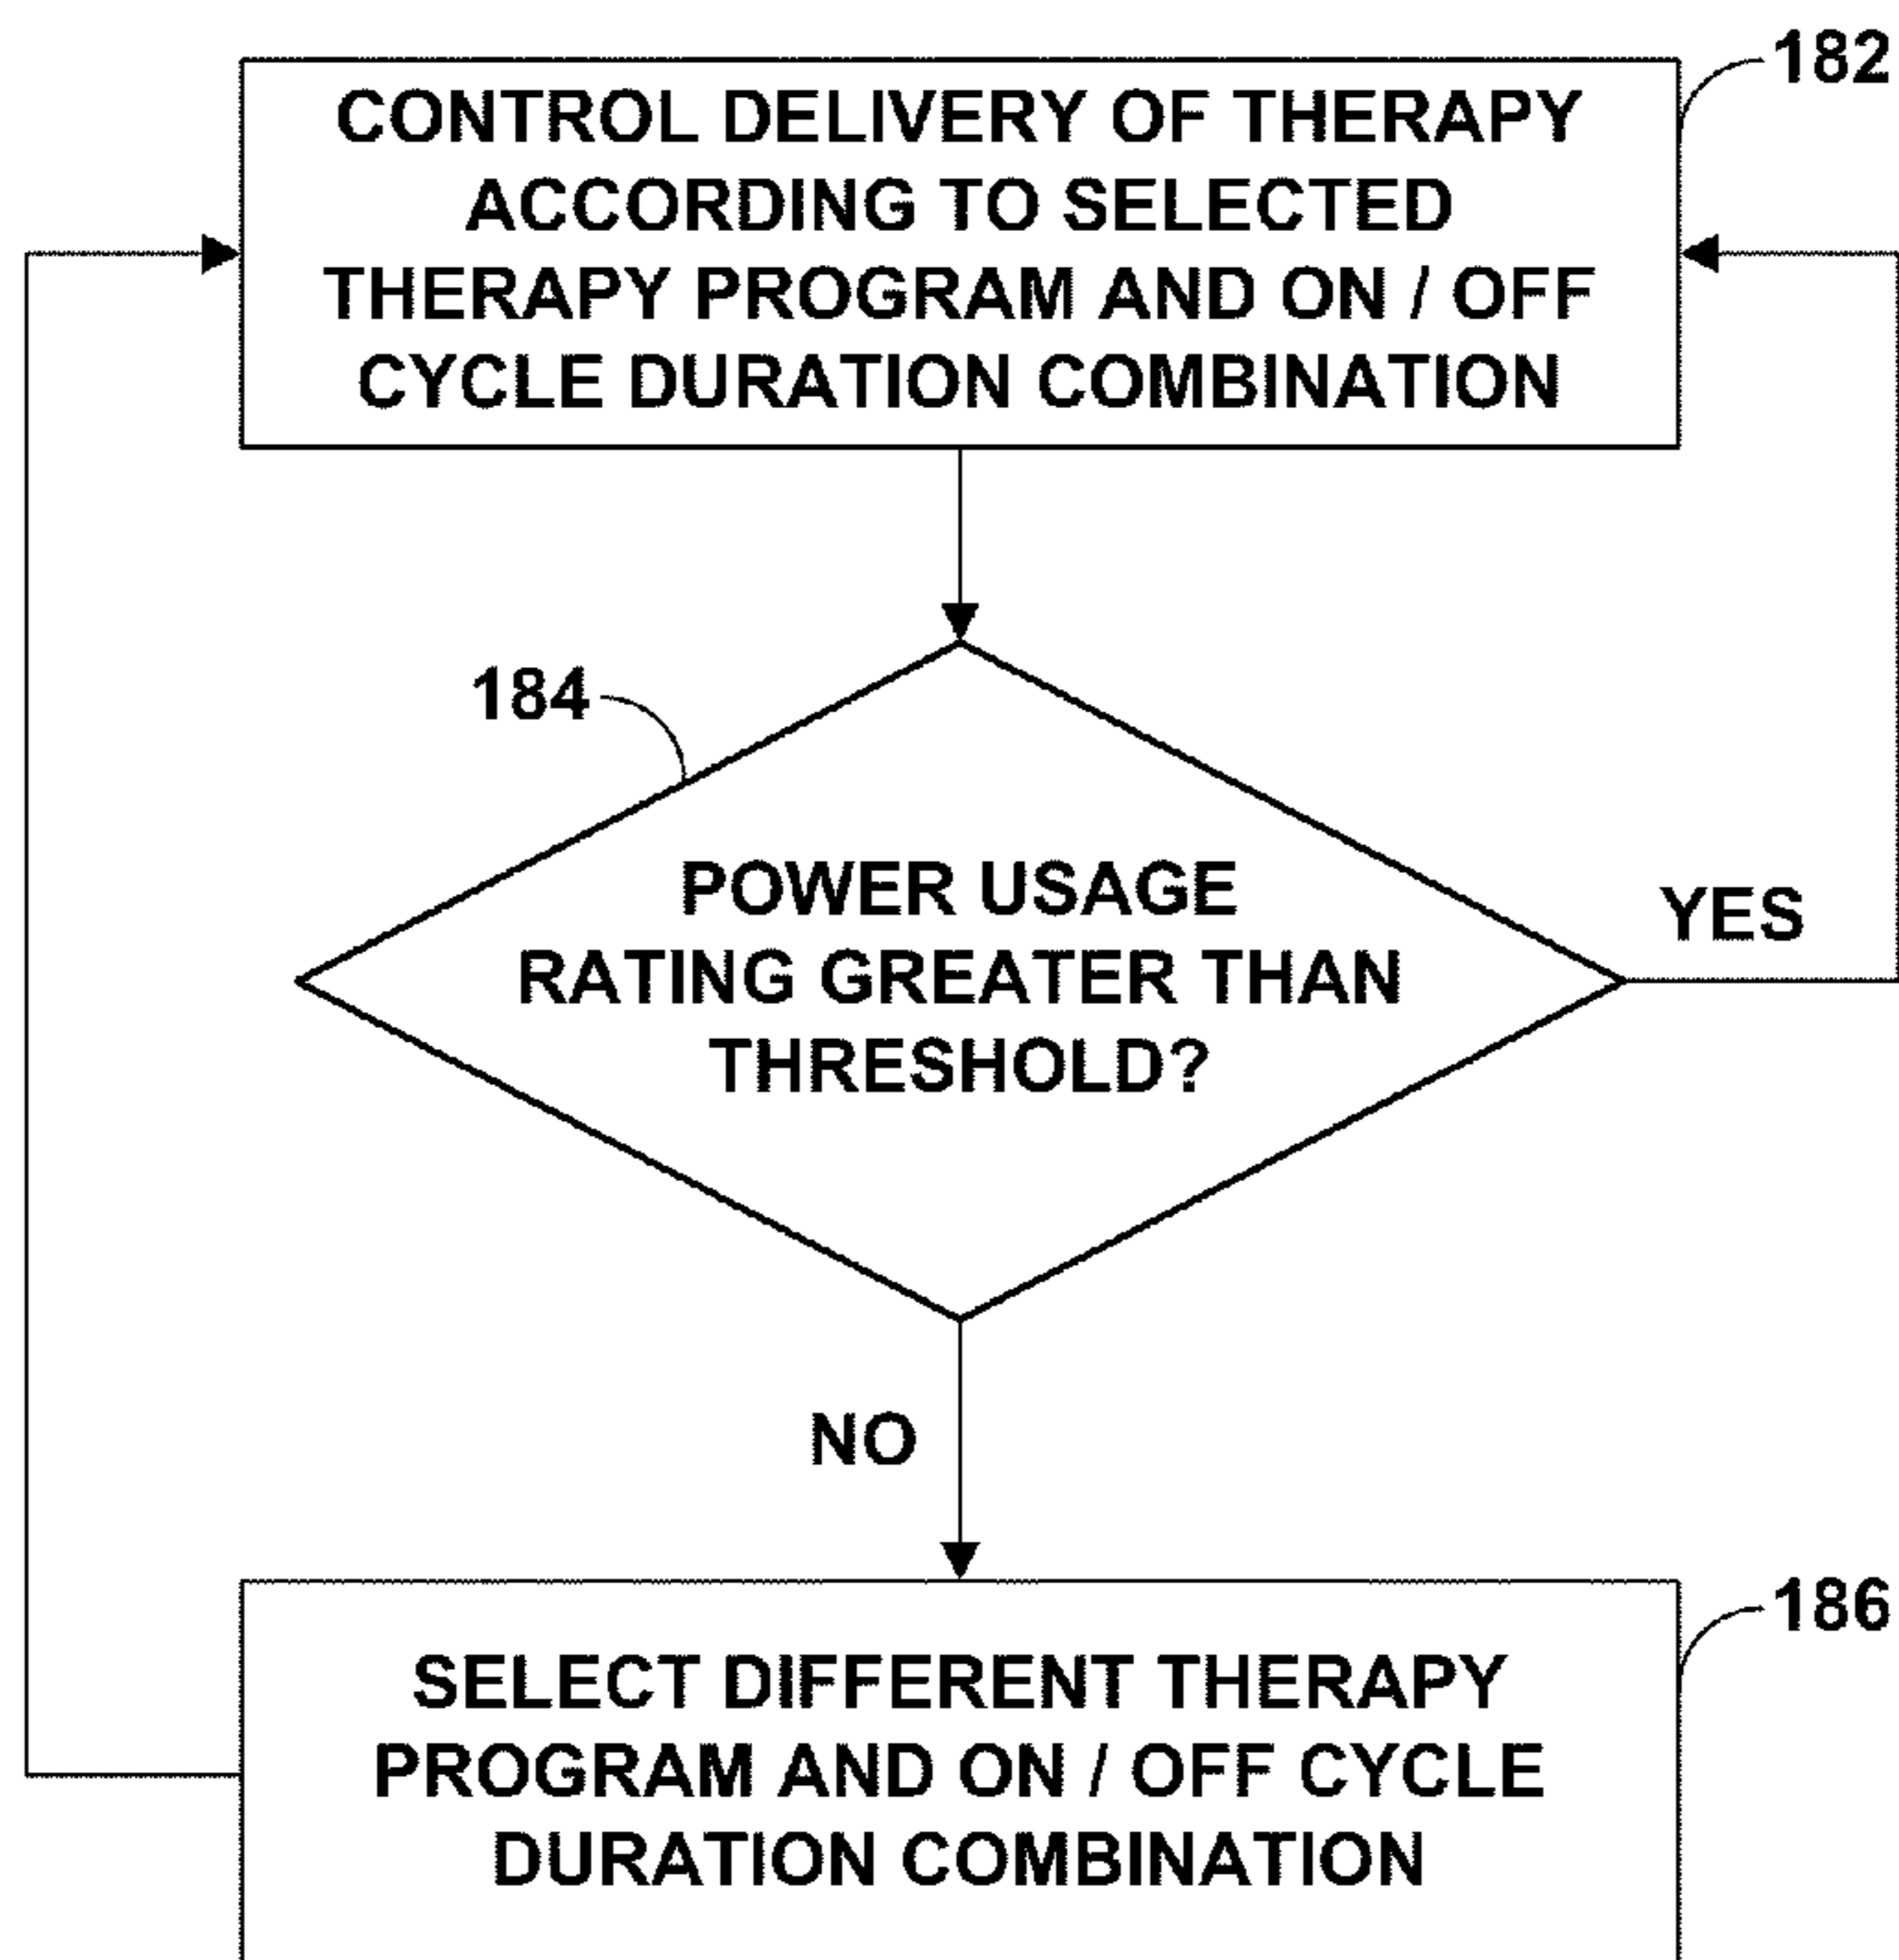 182
CONTROL DELIVERY OF THERAPY
ACCORDING TO SELECTED
THERAPY PROGRAM AND ON / OFF
CYCLE DURATION COMBINATION
184
POWER USAGE
RATING GREATER THAN
THRESHOLD?
YES
NO
186
SELECT DIFFERENT THERAPY
PROGRAM AND ON / OFF CYCLE
DURATION COMBINATION